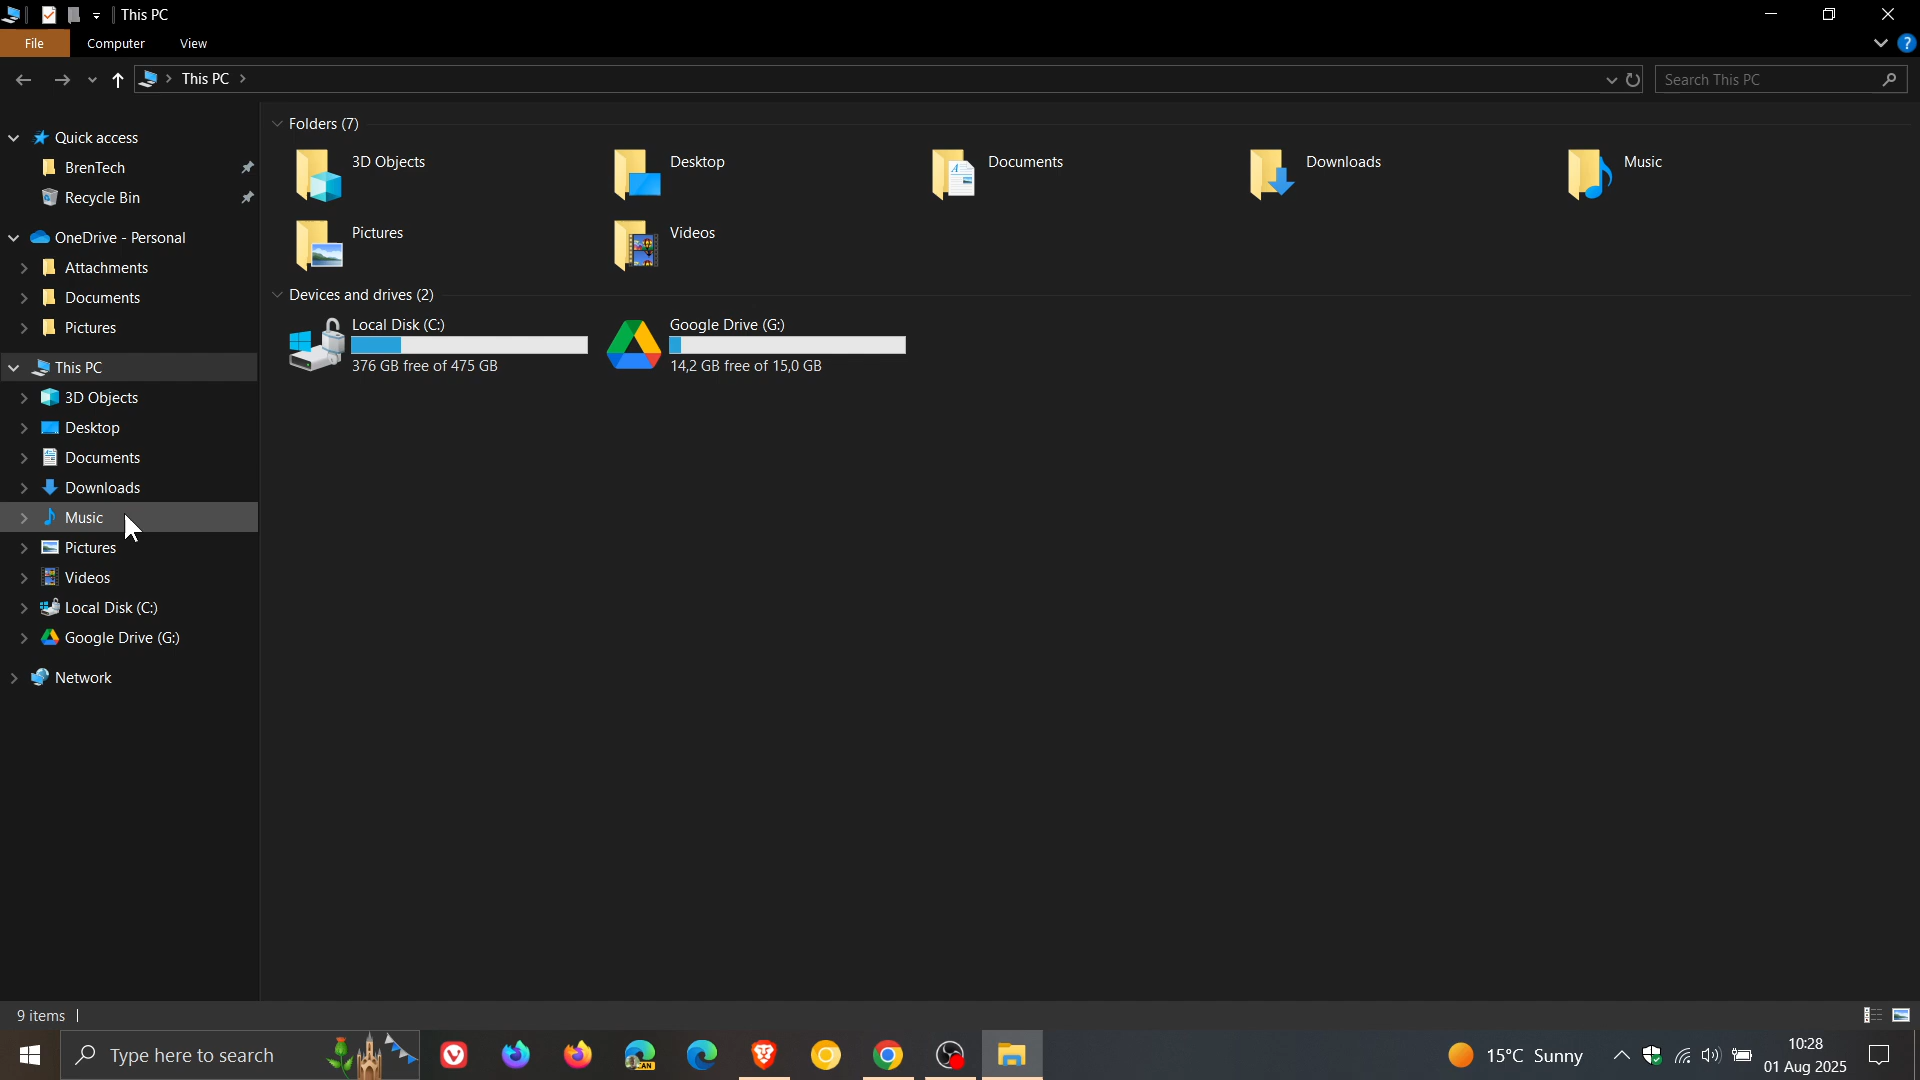 This PC
File Computer View
This PC
Search This PC
Quick access
BrenTech
Recycle Bin
OneDrive - Personal
Attachments
Documents
Pictures
This PC
3D Objects
Desktop
Documents
Downloads
Music
Pictures
Videos
Local Disk (C:)
Google Drive (G:)
Network
Folders (7)
3D Objects
Desktop
Documents
Downloads
Music
Pictures
Videos
Devices and drives (2)
Local Disk (C:)
376 GB free of 475 GB
Google Drive (G:)
14,2 GB free of 15,0 GB
9 items
Type here to search
CAN
15°C Sunny
10:28
01 Aug 2025